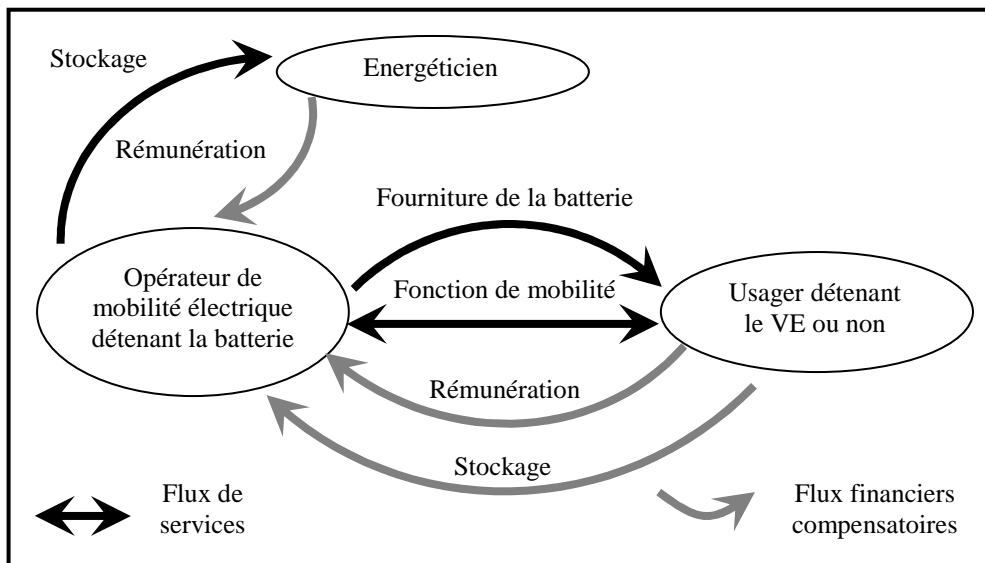 Stockage
Energéticien
Rémunération
Fourniture de la batterie
Opérateur de
mobilité électrique
détenant la batterie
Fonction de mobilité
Usager détenant
le VE ou non
Rémunération
Stockage
Flux de
services
Flux financiers
compensatoires